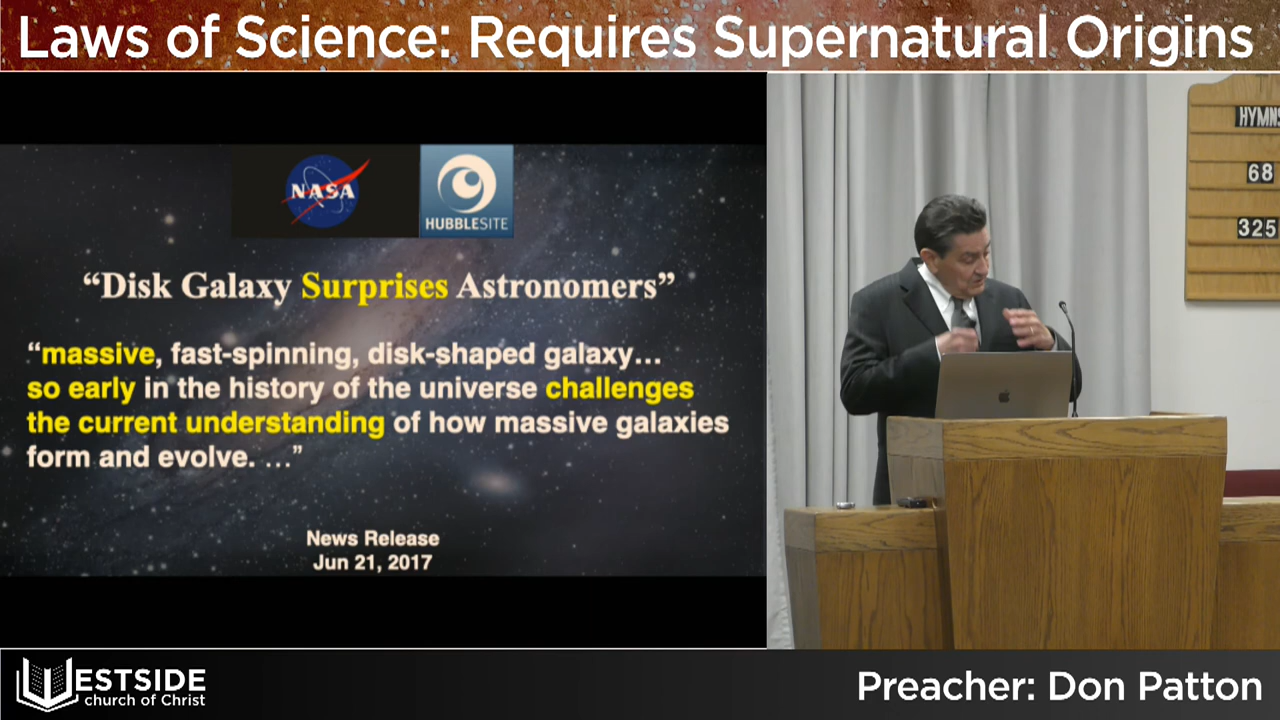 Laws of Science: Requires Supernatural Origins
NASA
HUBBLESITE
“Disk Galaxy Surprises Astronomers”
“massive, fast-spinning, disk-shaped galaxy…
so early in the history of the universe challenges
the current understanding of how massive galaxies
form and evolve. …”
News Release
Jun 21, 2017
HYMNS
68
325
WESTSIDE
church of Christ
Preacher: Don Patton